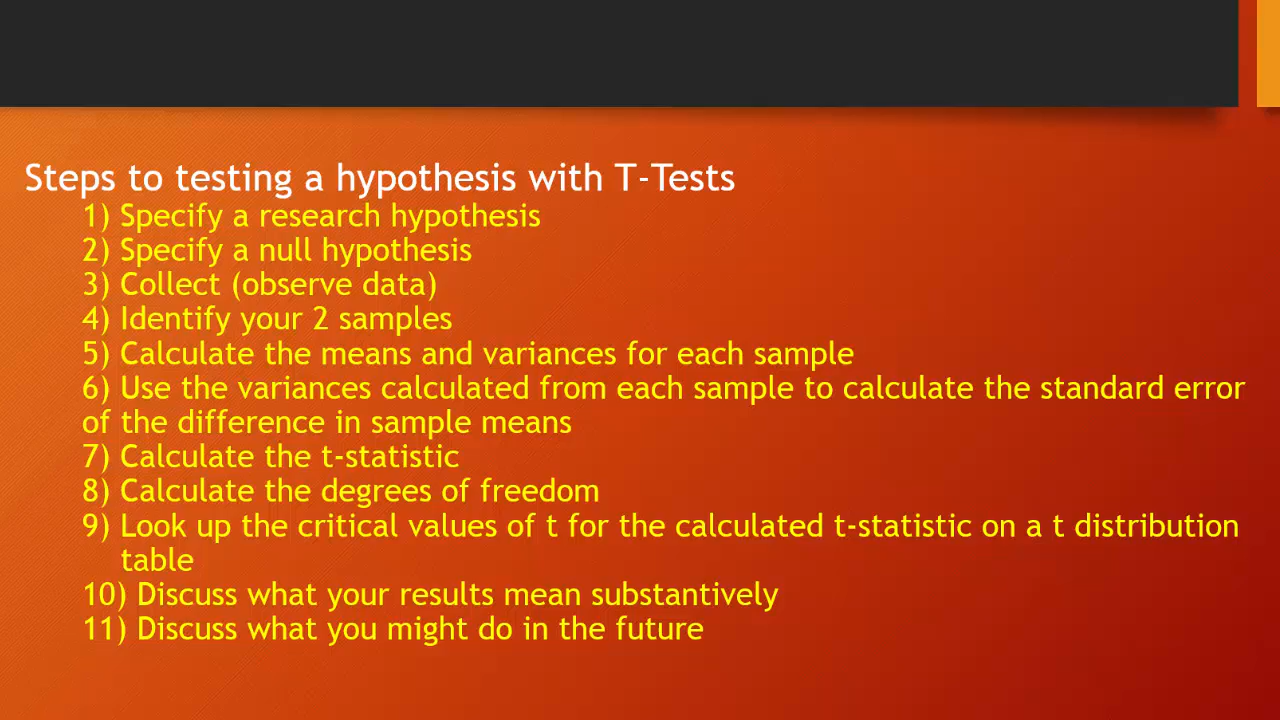 Steps to testing a hypothesis with T-Tests
1) Specify a research hypothesis
2) Specify a null hypothesis
3) Collect (observe data)
4) Identify your 2 samples
5) Calculate the means and variances for each sample
6) Use the variances calculated from each sample to calculate the standard error
of the difference in sample means
7) Calculate the t-statistic
8) Calculate the degrees of freedom
9) Look up the critical values of t for the calculated t-statistic on a t distribution
table
10) Discuss what your results mean substantively
11) Discuss what you might do in the future